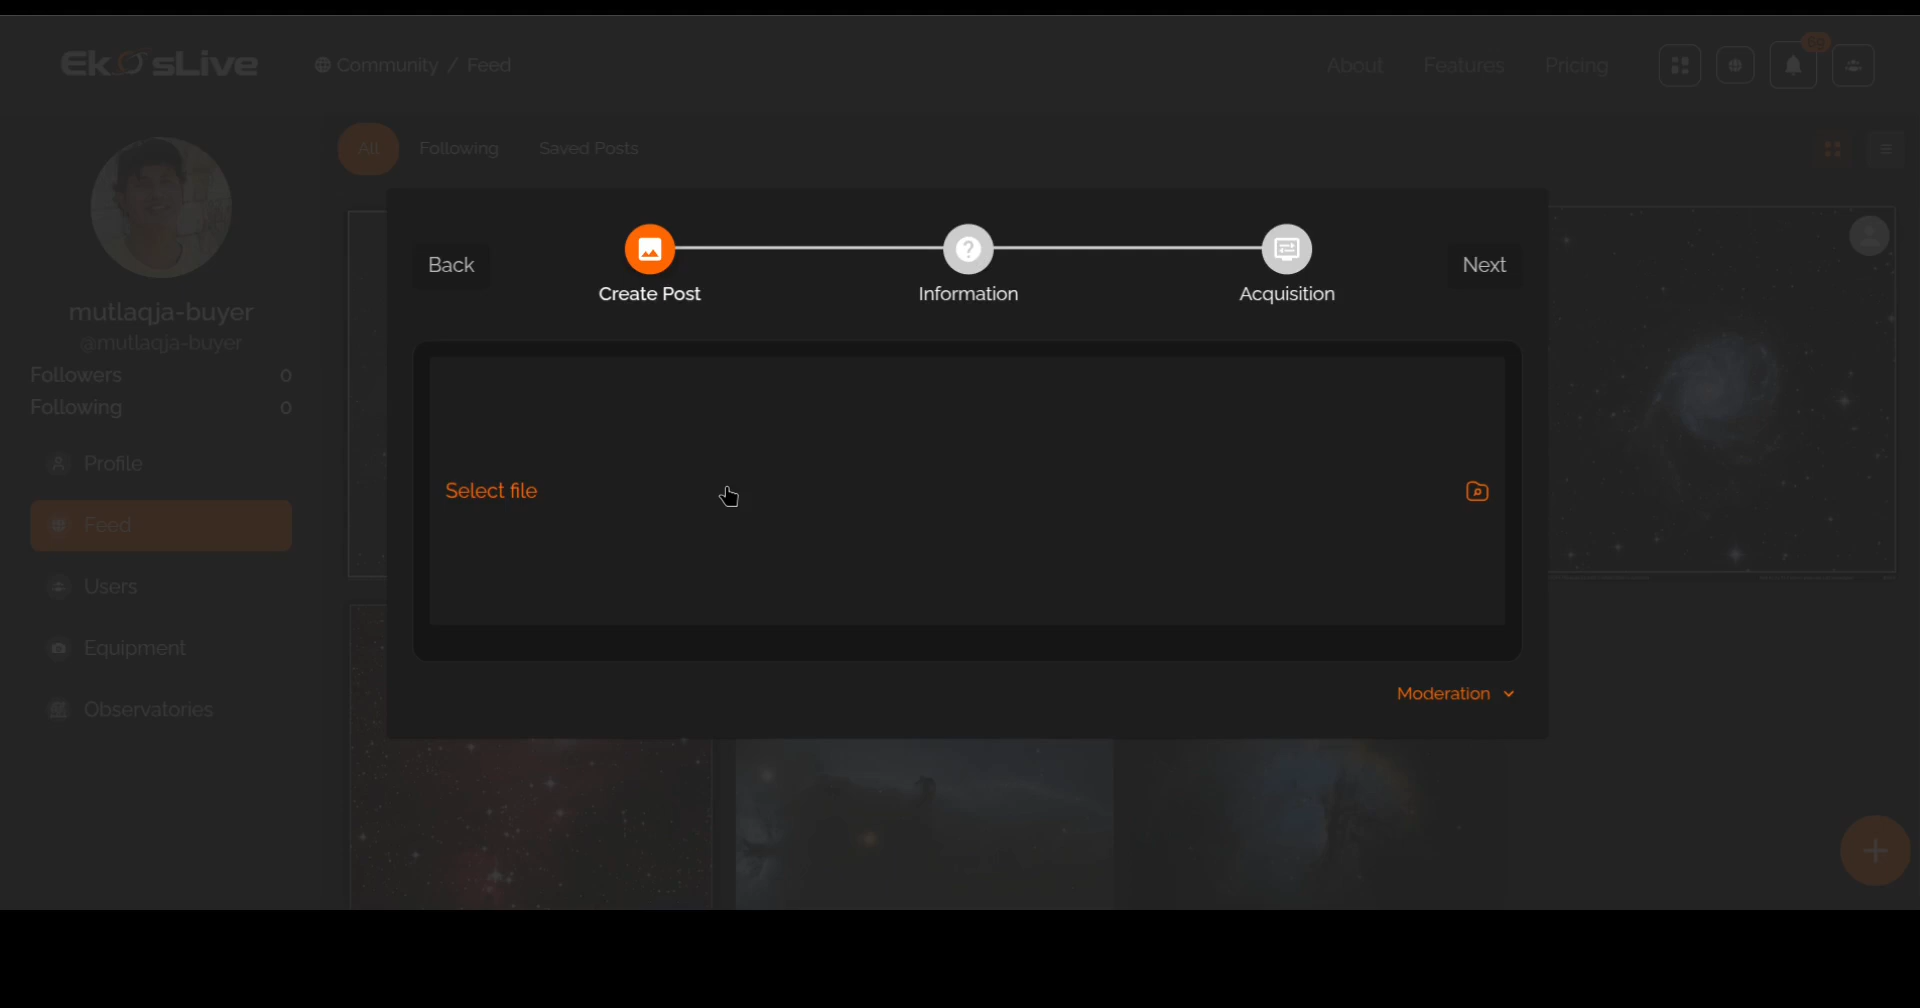 EkosLive
Community / Feed
About
Features
Pricing
69
All
Following
Saved Posts
mutlaqja-buyer
@mutlaqja-buyer
Followers 0
Following 0
Profile
Feed
Users
Equipment
Observatories
Back
Create Post
Information
Acquisition
Next
Select file
Moderation